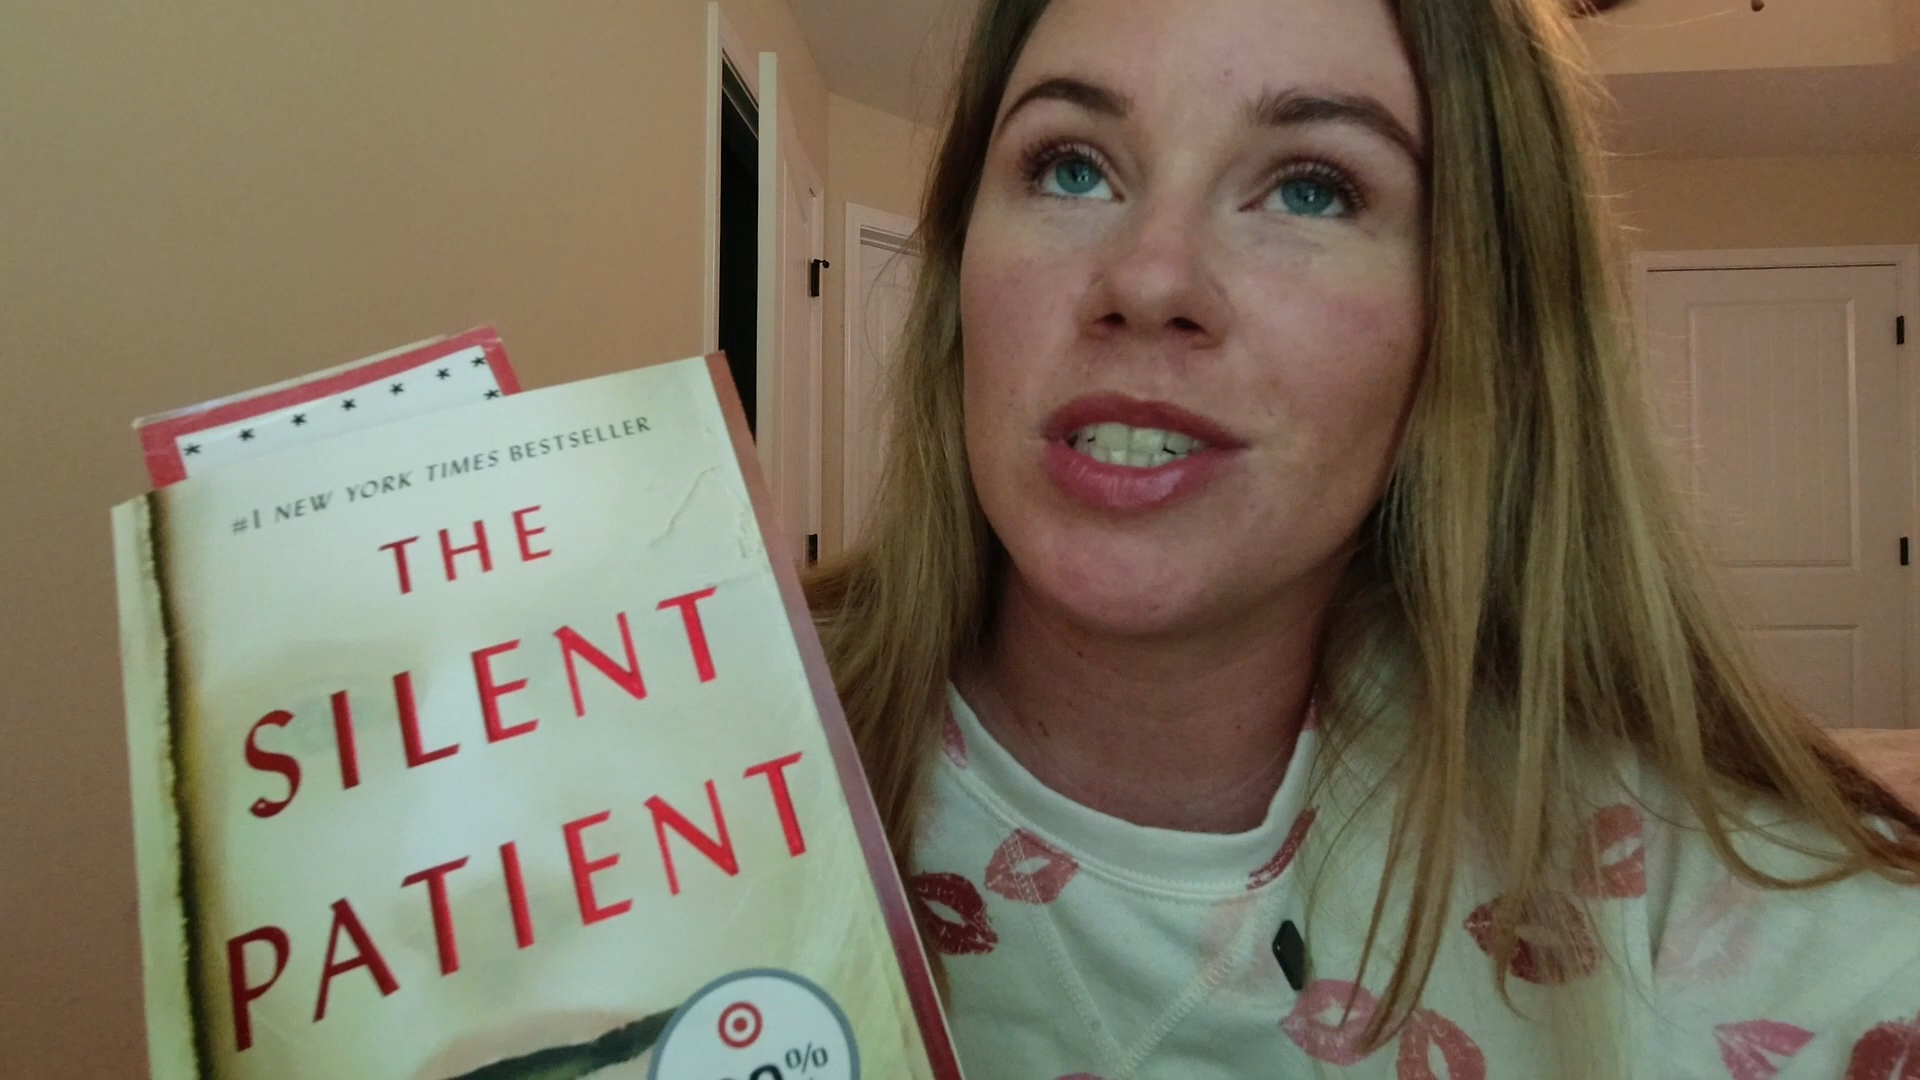 #1 NEW YORK TIMES BESTSELLER
THE
SILENT
PATIENT